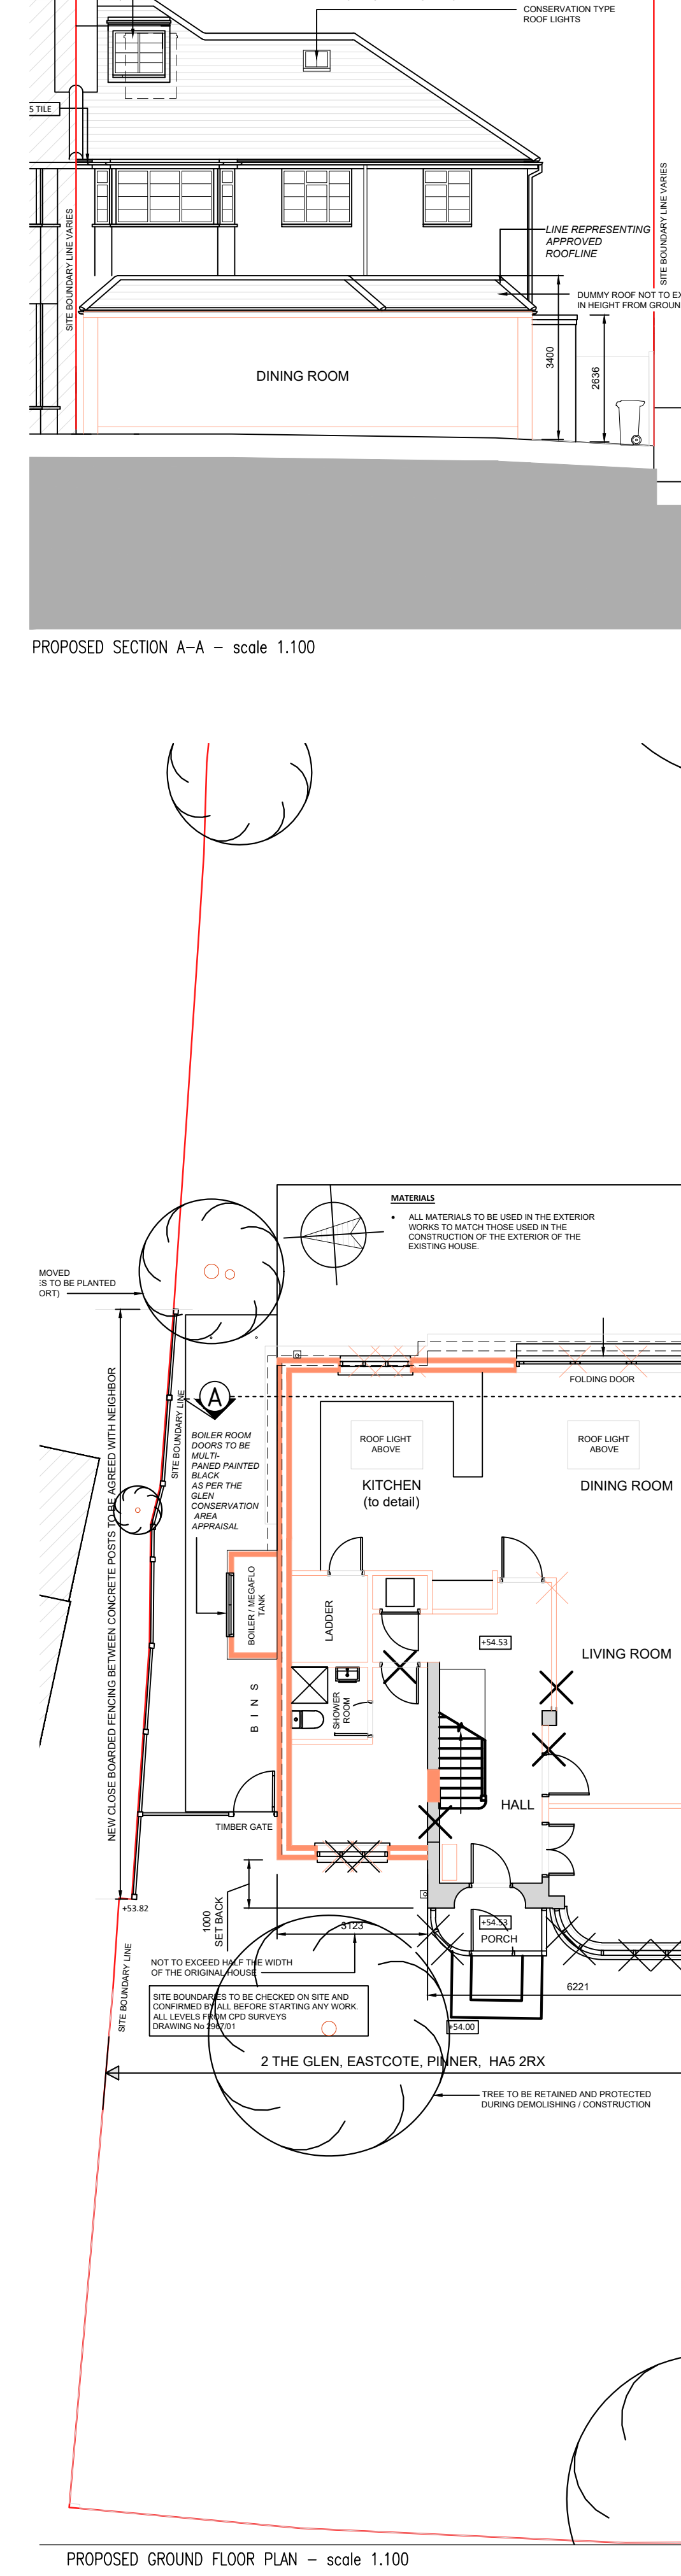 CONSERVATION TYPE
ROOF LIGHTS
5 TILE
SITE BOUNDARY LINE VARIES
SITE BOUNDARY LINE VARIES
LINE REPRESENTING
APPROVED
ROOFLINE
DUMMY ROOF NOT TO EX
IN HEIGHT FROM GROUN
3400
2636
DINING ROOM
PROPOSED SECTION A-A - scale 1.100
MATERIALS
• ALL MATERIALS TO BE USED IN THE EXTERIOR
WORKS TO MATCH THOSE USED IN THE
CONSTRUCTION OF THE EXTERIOR OF THE
EXISTING HOUSE.
MOVED
ES TO BE PLANTED
ORT)
NEW CLOSE BOARDED FENCING BETWEEN CONCRETE POSTS TO BE AGREED WITH NEIGHBOR
SITE BOUNDARY LINE
A
BOILER ROOM
DOORS TO BE
MULTI-
PANED PAINTED
BLACK
AS PER THE
GLEN
CONSERVATION
AREA
APPRAISAL
FOLDING DOOR
ROOF LIGHT
ABOVE
ROOF LIGHT
ABOVE
KITCHEN
(to detail)
DINING ROOM
BOILER / MEGAFLO
TANK
LADDER
+54.53
LIVING ROOM
BINS
SHOWER
ROOM
HALL
TIMBER GATE
+53.82
1000
SET BACK
3123
+54.53
PORCH
NOT TO EXCEED HALF THE WIDTH
OF THE ORIGINAL HOUSE
6221
SITE BOUNDARY LINE
SITE BOUNDARIES TO BE CHECKED ON SITE AND
CONFIRMED BY ALL BEFORE STARTING ANY WORK.
ALL LEVELS FROM CPD SURVEYS
DRAWING No 2967/01
+54.00
2 THE GLEN, EASTCOTE, PINNER, HA5 2RX
TREE TO BE RETAINED AND PROTECTED
DURING DEMOLISHING / CONSTRUCTION
PROPOSED GROUND FLOOR PLAN - scale 1.100